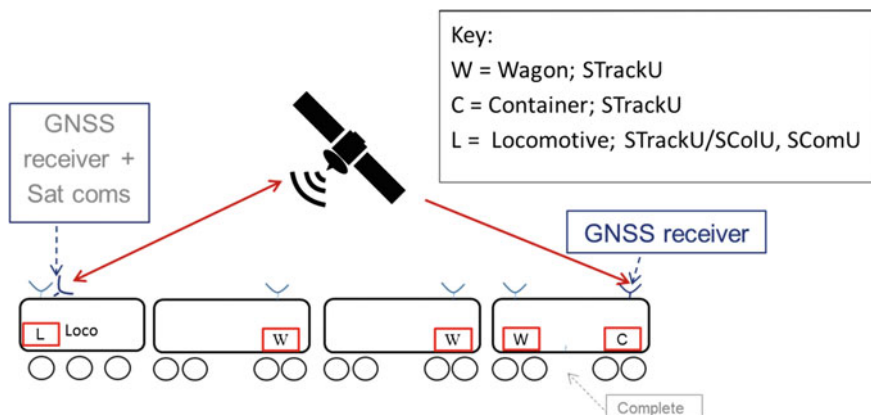 Key:
W = Wagon; STrackU
C = Container; STrackU
L = Locomotive; STrackU/SColU, SComU
GNSS
receiver +
Sat coms
GNSS receiver
L Loco
W
W
W
C
Complete